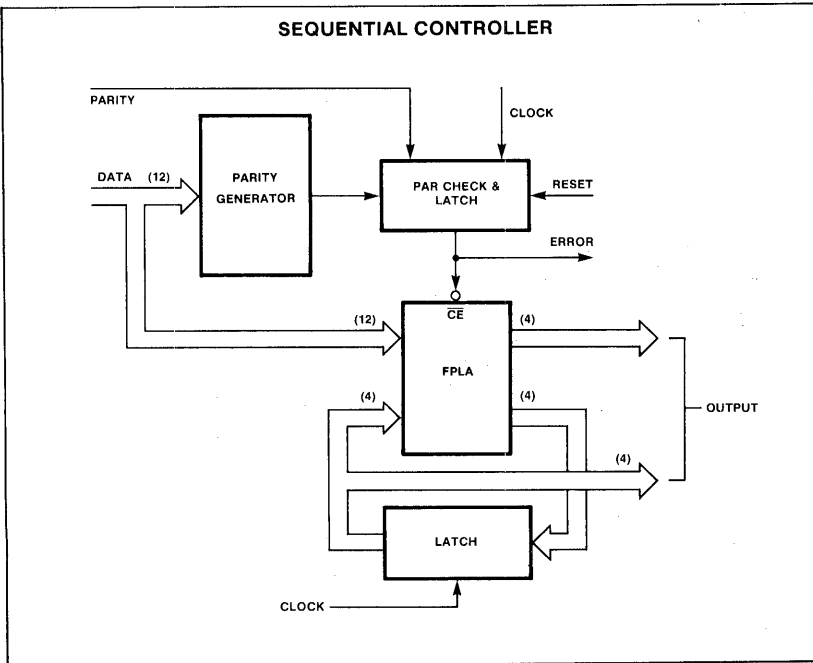 SEQUENTIAL CONTROLLER
PARITY
CLOCK
DATA (12)
PARITY
GENERATOR
PAR CHECK &
LATCH
RESET
ERROR
(12)
CE
(4)
FPLA
(4)
(4)
OUTPUT
(4)
LATCH
CLOCK